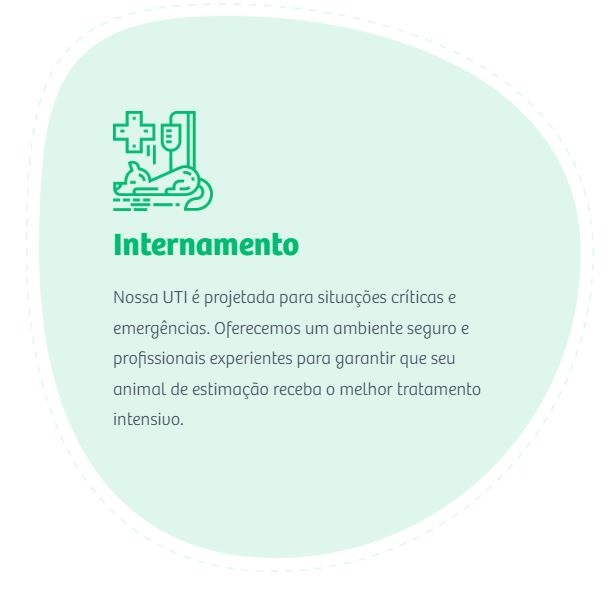 Internamento
Nossa UTI é projetada para situações críticas e
emergências. Oferecemos um ambiente seguro e
profissionais experientes para garantir que seu
animal de estimação receba o melhor tratamento
intensivo.